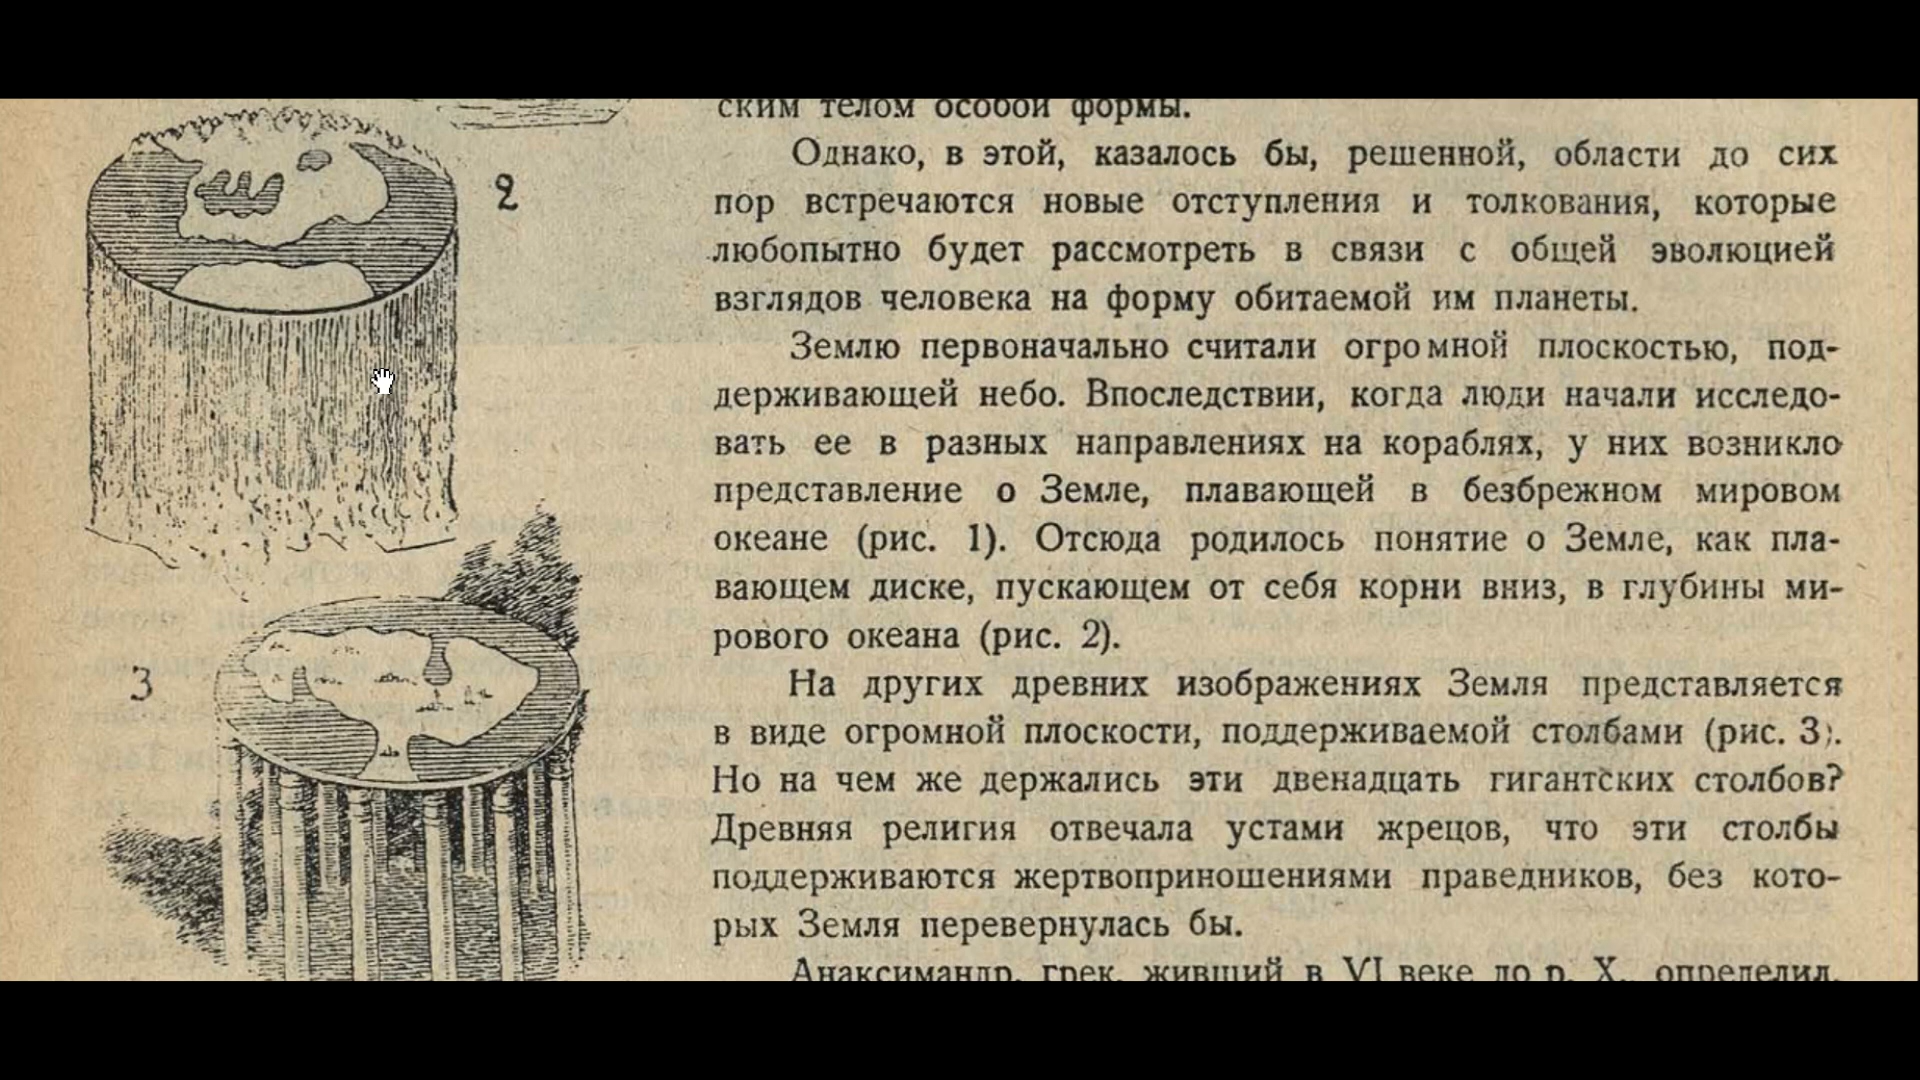 ским телом особой формы.
Однако, в этой, казалось бы, решенной, области до сих
пор встречаются новые отступления и толкования, которые
любопытно будет рассмотреть в связи с общей эволюцией
взглядов человека на форму обитаемой им планеты.
Землю первоначально считали огромной плоскостью, под-
держивающей небо. Впоследствии, когда люди начали исследо-
вать ее в разных направлениях на кораблях, у них возникло
представление о Земле, плавающей в безбрежном мировом
океане (рис. 1). Отсюда родилось понятие о Земле, как пла-
вающем диске, пускающем от себя корни вниз, в глубины ми-
рового океана (рис. 2).
На других древних изображениях Земля представляется
в виде огромной плоскости, поддерживаемой столбами (рис. 3).
Но на чем же держались эти двенадцать гигантских столбов?
Древняя религия отвечала устами жрецов, что эти столбы
поддерживаются жертвоприношениями праведников, без кото-
рых Земля перевернулась бы.
Анаксимандр, грек, живший в VI веке до р. Х., определил,
2
3